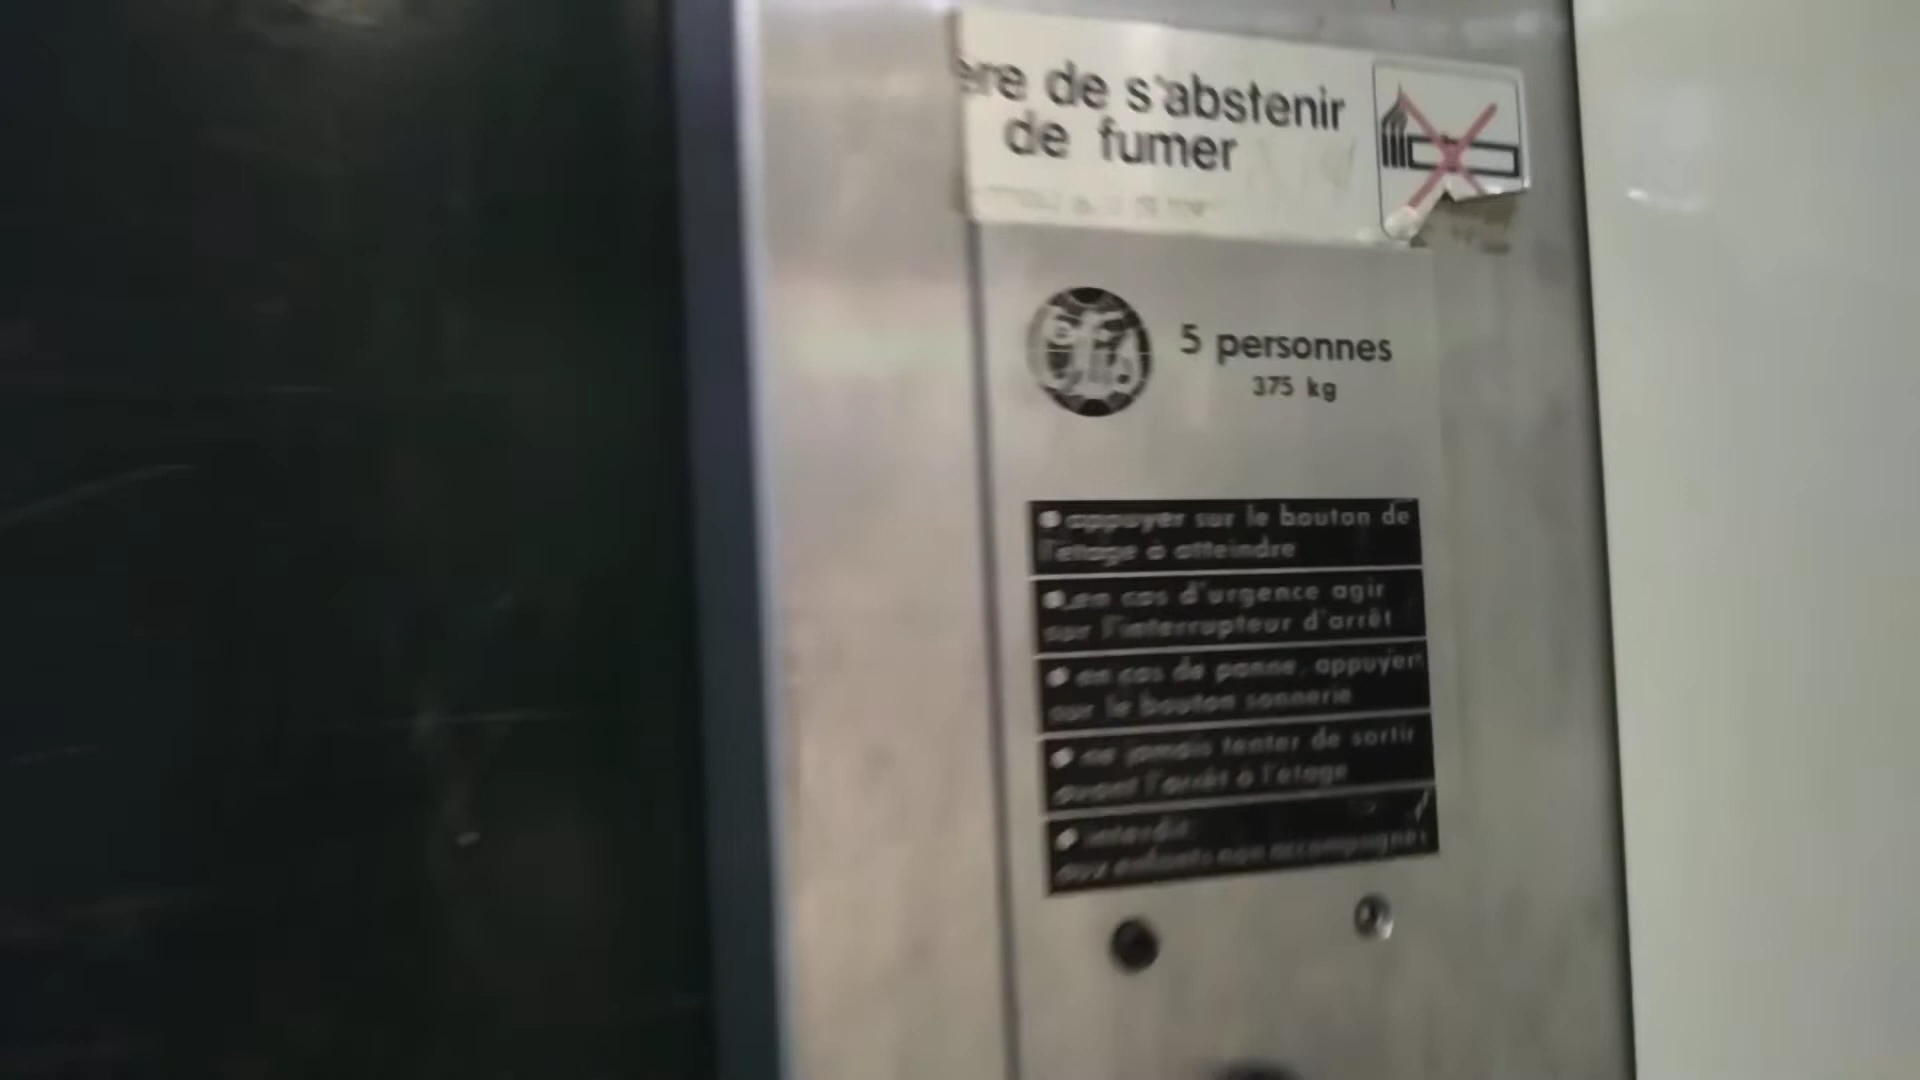 ère de s'abstenir
de fumer
5 personnes
375 kg
appuyer sur le bouton de
l'étage à atteindre
en cas d'urgence agir
sur l'interrupteur d'arrêt
en cas de panne, appuyer
sur le bouton sonnerie
ne jamais tenter de sortir
avant l'arrêt à l'étage
interdit
aux enfants non accompagnés